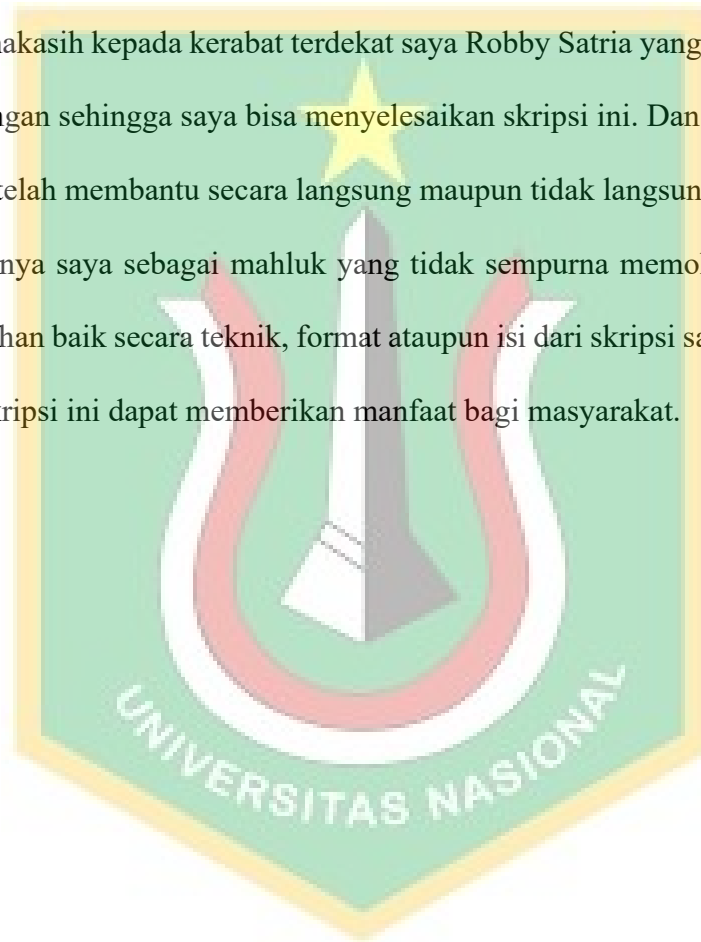 akasih kepada kerabat terdekat saya Robby Satria yang
ngan sehingga saya bisa menyelesaikan skripsi ini. Dan
telah membantu secara langsung maupun tidak langsun
nya saya sebagai mahluk yang tidak sempurna memo
han baik secara teknik, format ataupun isi dari skripsi sa
kripsi ini dapat memberikan manfaat bagi masyarakat.
UNIVERSITAS NASIONAL